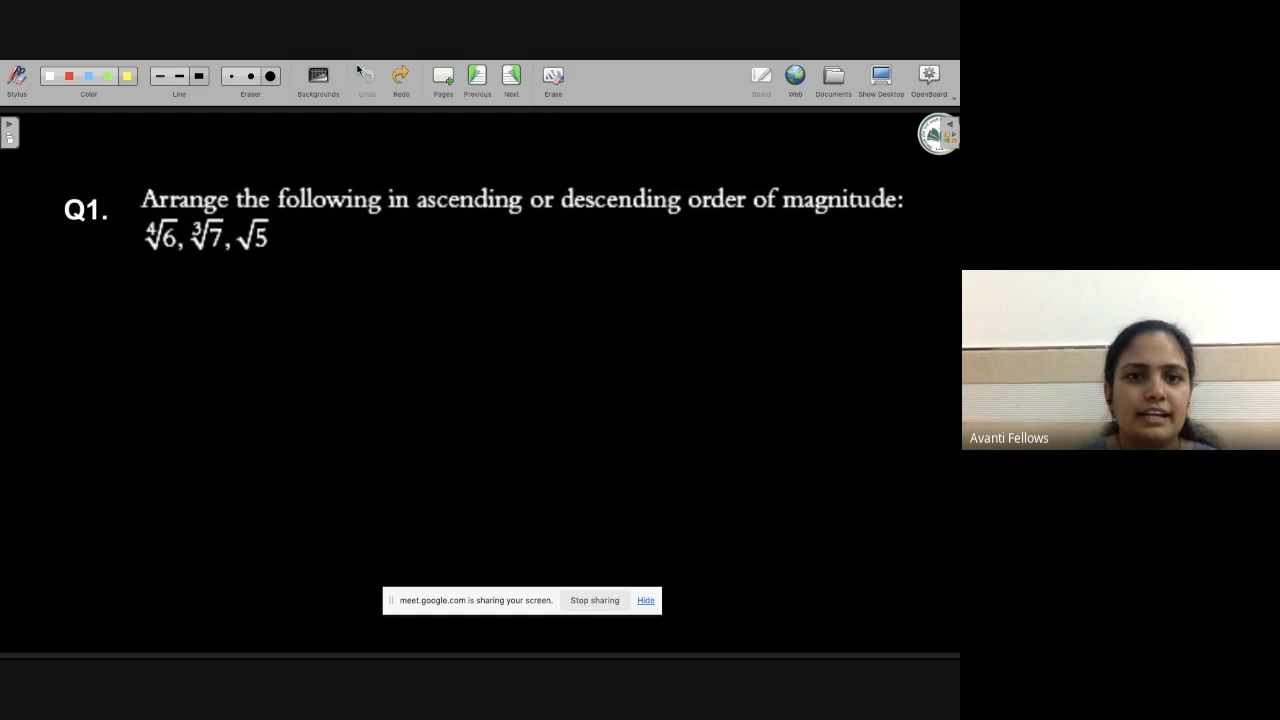 Stylus Color Line Eraser Backgrounds Undo Redo Pages Previous Next Erase Board Web Documents Show Desktop OpenBoard
Q1. Arrange the following in ascending or descending order of magnitude:
∜6, ∛7, √5
Avanti Fellows
meet.google.com is sharing your screen. Stop sharing Hide